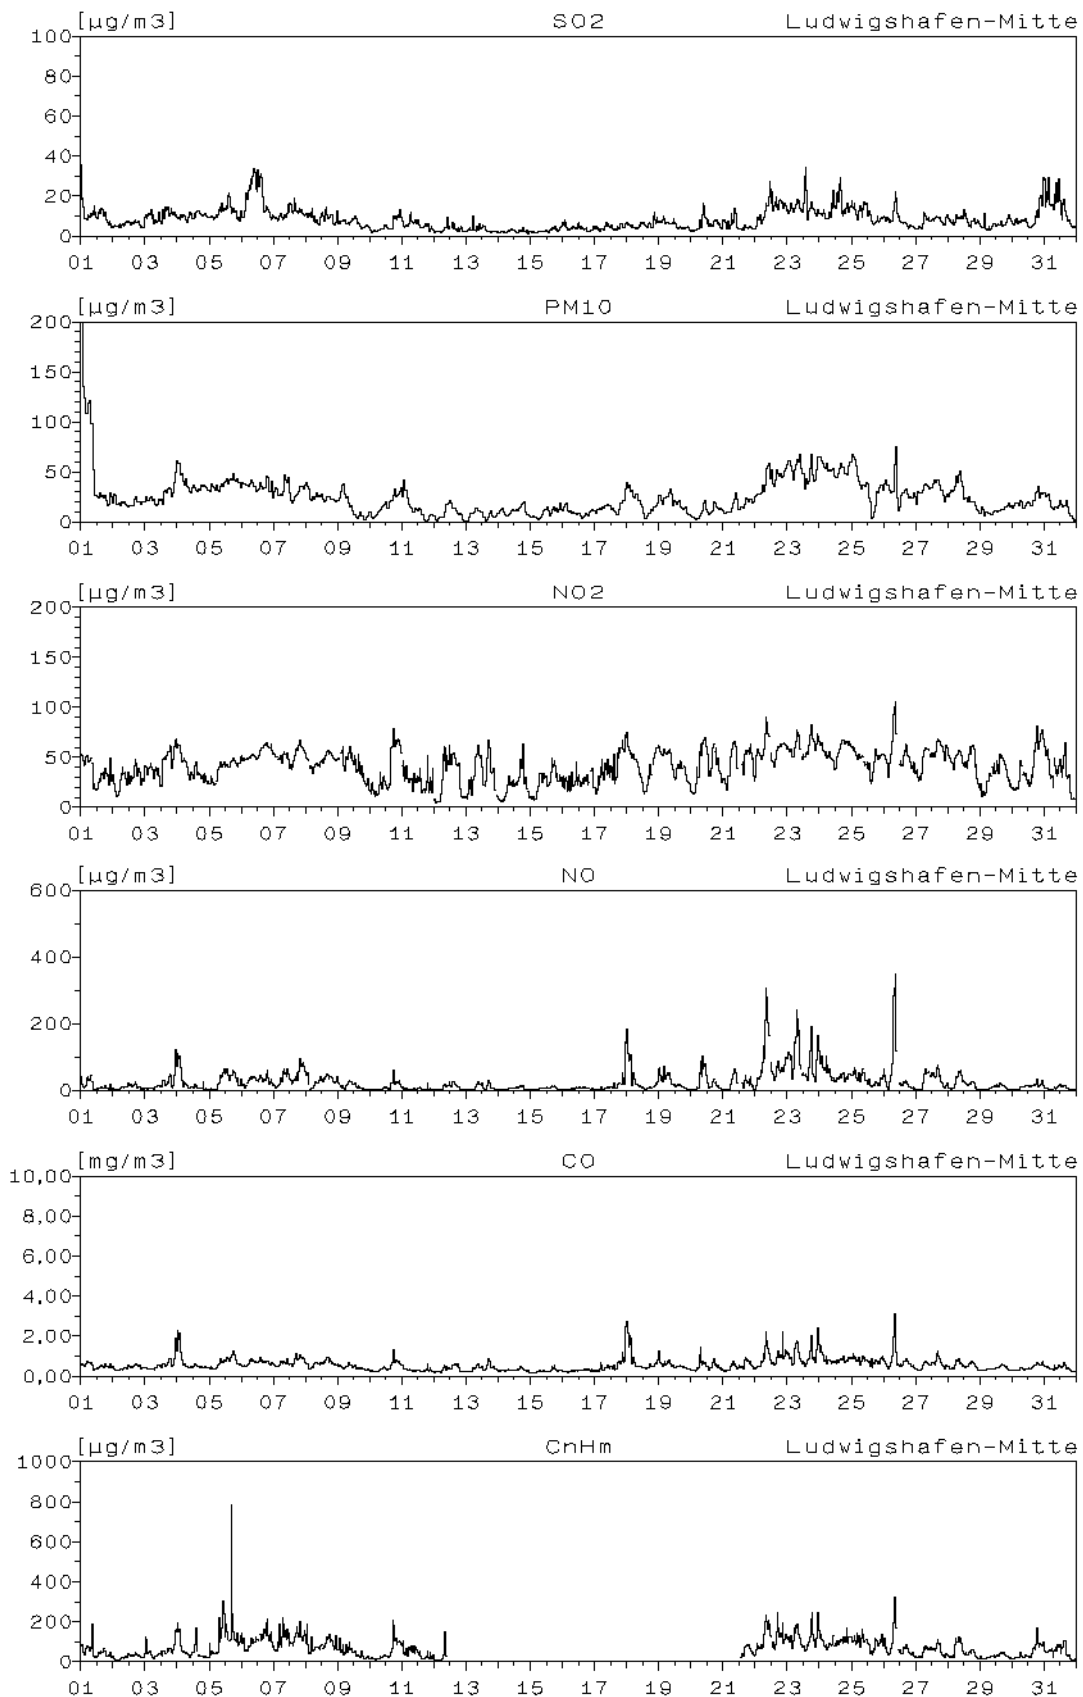 [µg/m3] SO2 Ludwigshafen-Mitte
100
80
60
40
20
0
01 03 05 07 09 11 13 15 17 19 21 23 25 27 29 31
[µg/m3] PM10 Ludwigshafen-Mitte
200
150
100
50
0
01 03 05 07 09 11 13 15 17 19 21 23 25 27 29 31
[µg/m3] NO2 Ludwigshafen-Mitte
200
150
100
50
0
01 03 05 07 09 11 13 15 17 19 21 23 25 27 29 31
[µg/m3] NO Ludwigshafen-Mitte
600
400
200
0
01 03 05 07 09 11 13 15 17 19 21 23 25 27 29 31
[mg/m3] CO Ludwigshafen-Mitte
10,00
8,00
6,00
4,00
2,00
0,00
01 03 05 07 09 11 13 15 17 19 21 23 25 27 29 31
[µg/m3] CnHm Ludwigshafen-Mitte
1000
800
600
400
200
0
01 03 05 07 09 11 13 15 17 19 21 23 25 27 29 31